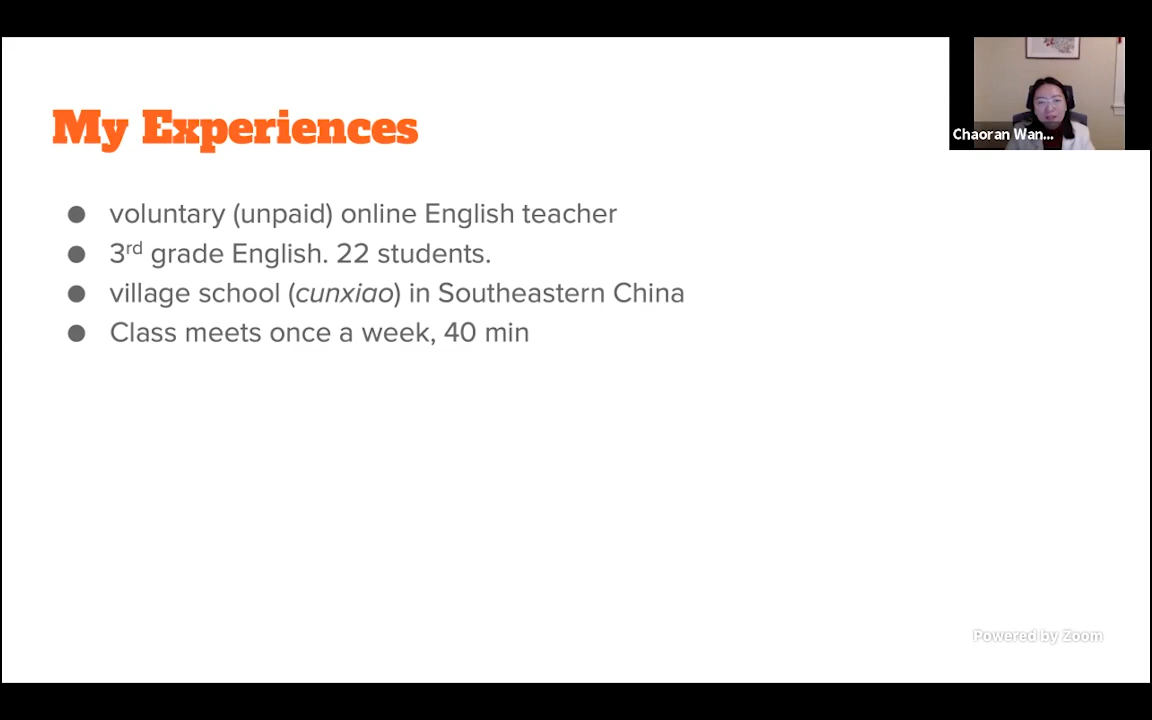 My Experiences
● voluntary (unpaid) online English teacher
● 3rd grade English. 22 students.
● village school (cunxiao) in Southeastern China
● Class meets once a week, 40 min
Chaoran Wan...
Powered by Zoom